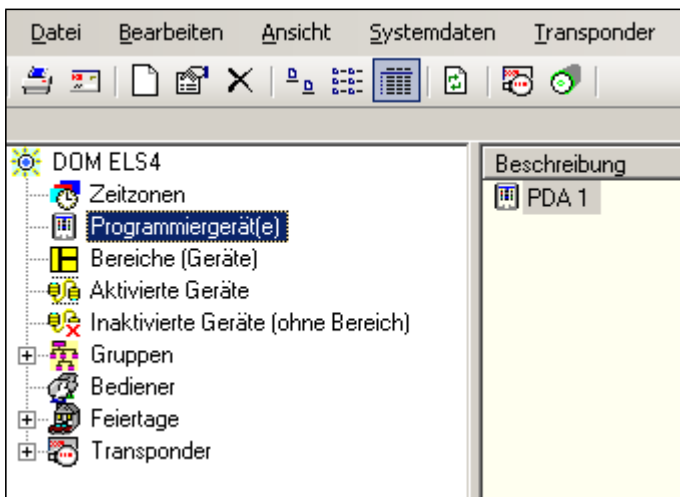 Datei Bearbeiten Ansicht Systemdaten Transponder
DOM ELS4
Zeitzonen
Programmiergerät(e)
Bereiche (Geräte)
Aktivierte Geräte
Inaktivierte Geräte (ohne Bereich)
Gruppen
Bediener
Feiertage
Transponder
Beschreibung
PDA 1